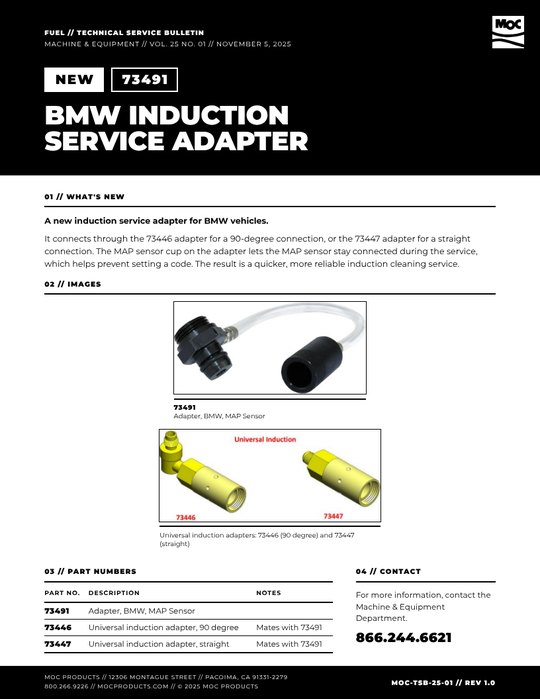 FUEL // TECHNICAL SERVICE BULLETIN
MACHINE & EQUIPMENT // VOL. 25 NO. 01 // NOVEMBER 5, 2025
MOC
NEW
73491
BMW INDUCTION
SERVICE ADAPTER
01 // WHAT'S NEW
A new induction service adapter for BMW vehicles.
It connects through the 73446 adapter for a 90-degree connection, or the 73447 adapter for a straight
connection. The MAP sensor cup on the adapter lets the MAP sensor stay connected during the service,
which helps prevent setting a code. The result is a quicker, more reliable induction cleaning service.
02 // IMAGES
73491
Adapter, BMW, MAP Sensor
Universal Induction
73446
73447
Universal induction adapters: 73446 (90 degree) and 73447
(straight)
03 // PART NUMBERS
PART NO. DESCRIPTION NOTES
73491 Adapter, BMW, MAP Sensor
73446 Universal induction adapter, 90 degree Mates with 73491
73447 Universal induction adapter, straight Mates with 73491
04 // CONTACT
For more information, contact the
Machine & Equipment
Department.
866.244.6621
MOC PRODUCTS // 12306 MONTAGUE STREET // PACOIMA, CA 91331-2279
800.266.9226 // MOCPRODUCTS.COM // © 2025 MOC PRODUCTS
MOC-TSB-25-01 // REV 1.0